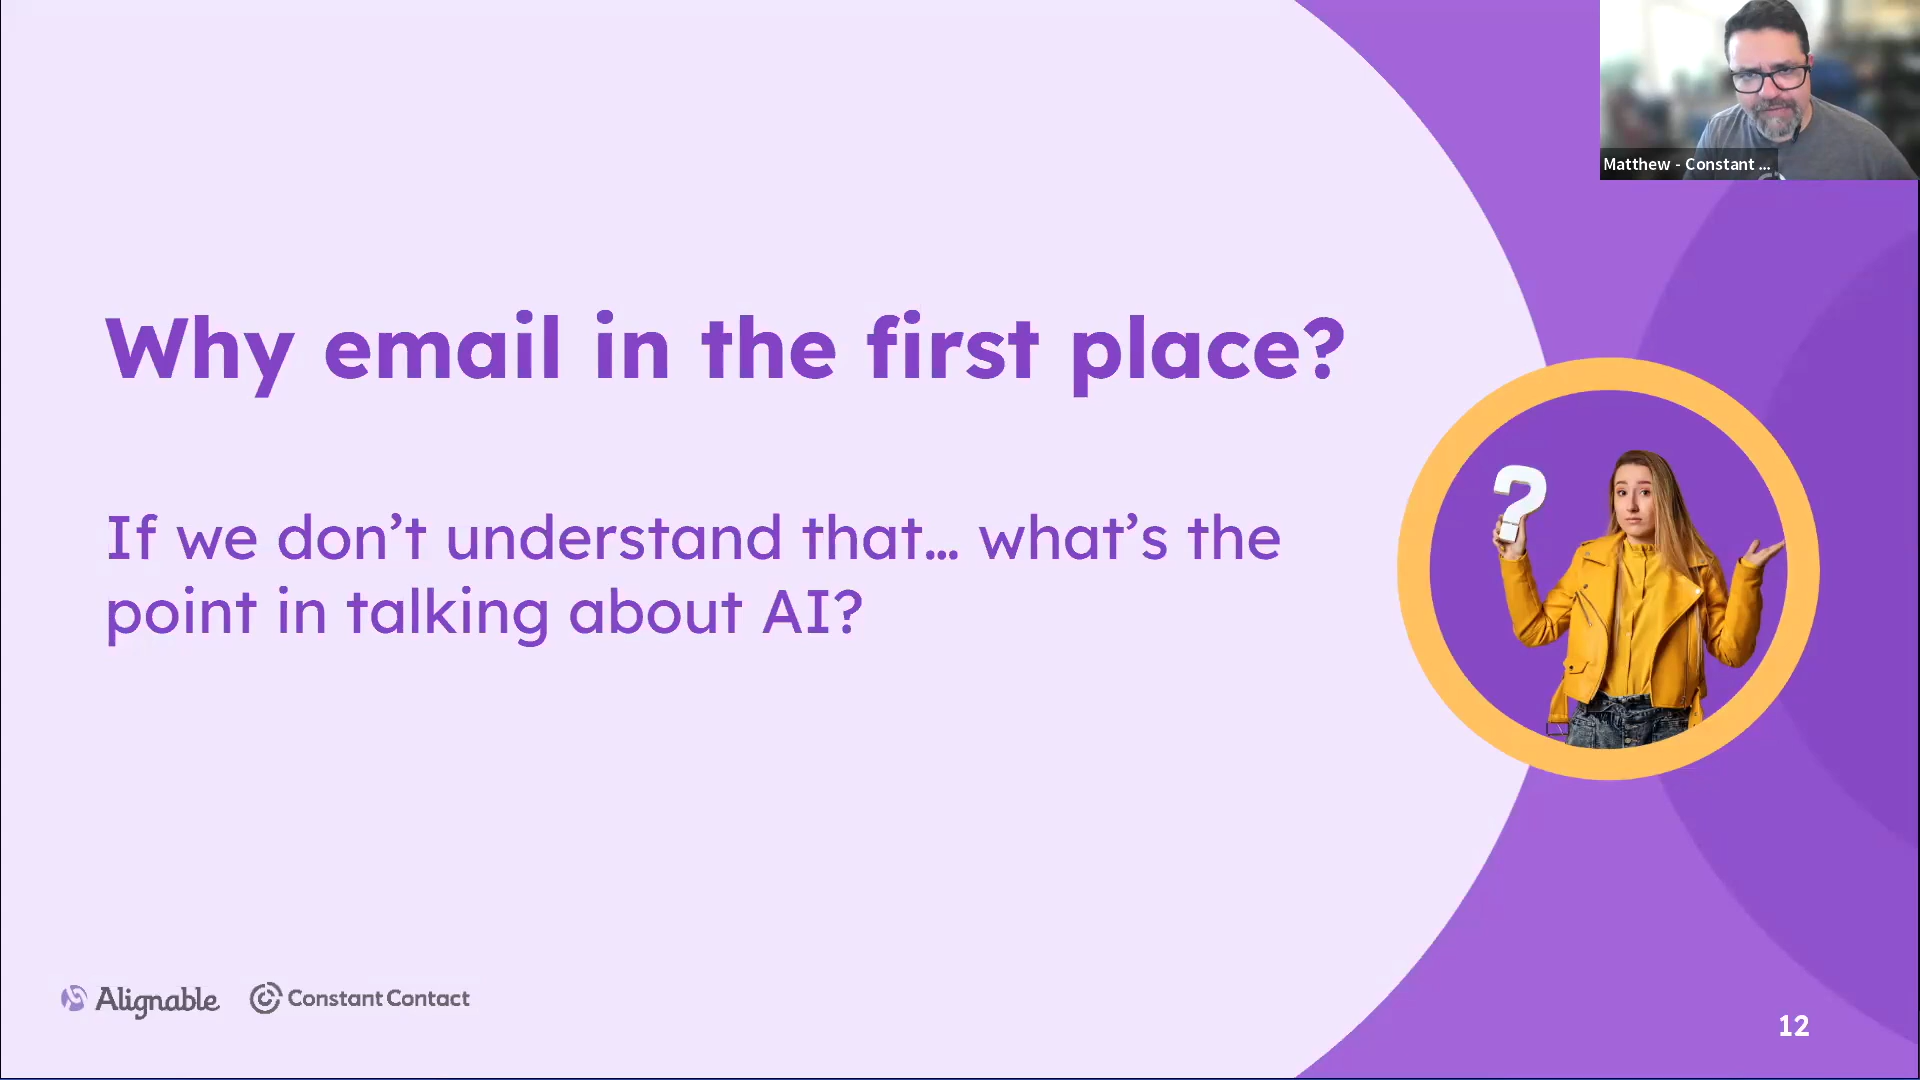 Matthew - Constant ...
Why email in the first place?
If we don’t understand that... what’s the
point in talking about AI?
?
Alignable
Constant Contact
12